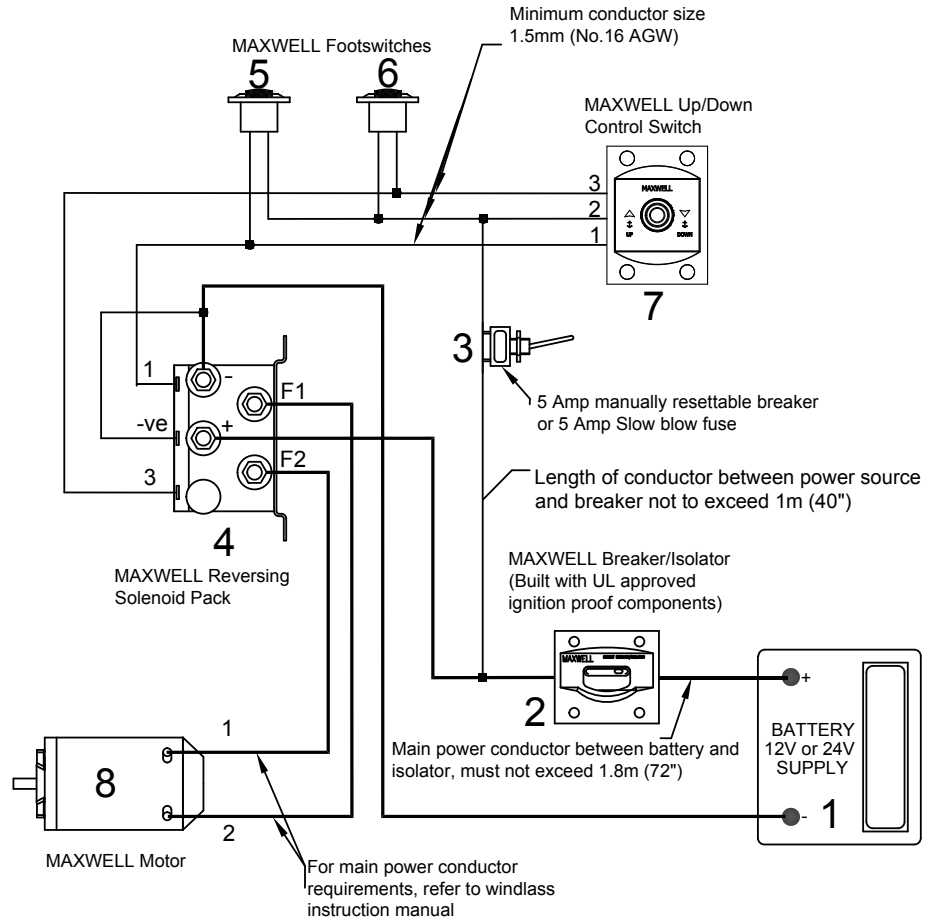 Minimum conductor size
1.5mm (No.16 AGW)
MAXWELL Footswitches
5
6
MAXWELL Up/Down
Control Switch
3
2
1
MAXWELL
UP
DOWN
7
3
5 Amp manually resettable breaker
or 5 Amp Slow blow fuse
1
-
F1
-ve
+
F2
3
4
MAXWELL Reversing
Solenoid Pack
Length of conductor between power source
and breaker not to exceed 1m (40")
MAXWELL Breaker/Isolator
(Built with UL approved
ignition proof components)
MAXWELL
2
Main power conductor between battery and
isolator, must not exceed 1.8m (72")
+
BATTERY
12V or 24V
SUPPLY
- 1
1
8
2
MAXWELL Motor
For main power conductor
requirements, refer to windlass
instruction manual